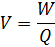 V = W/Q